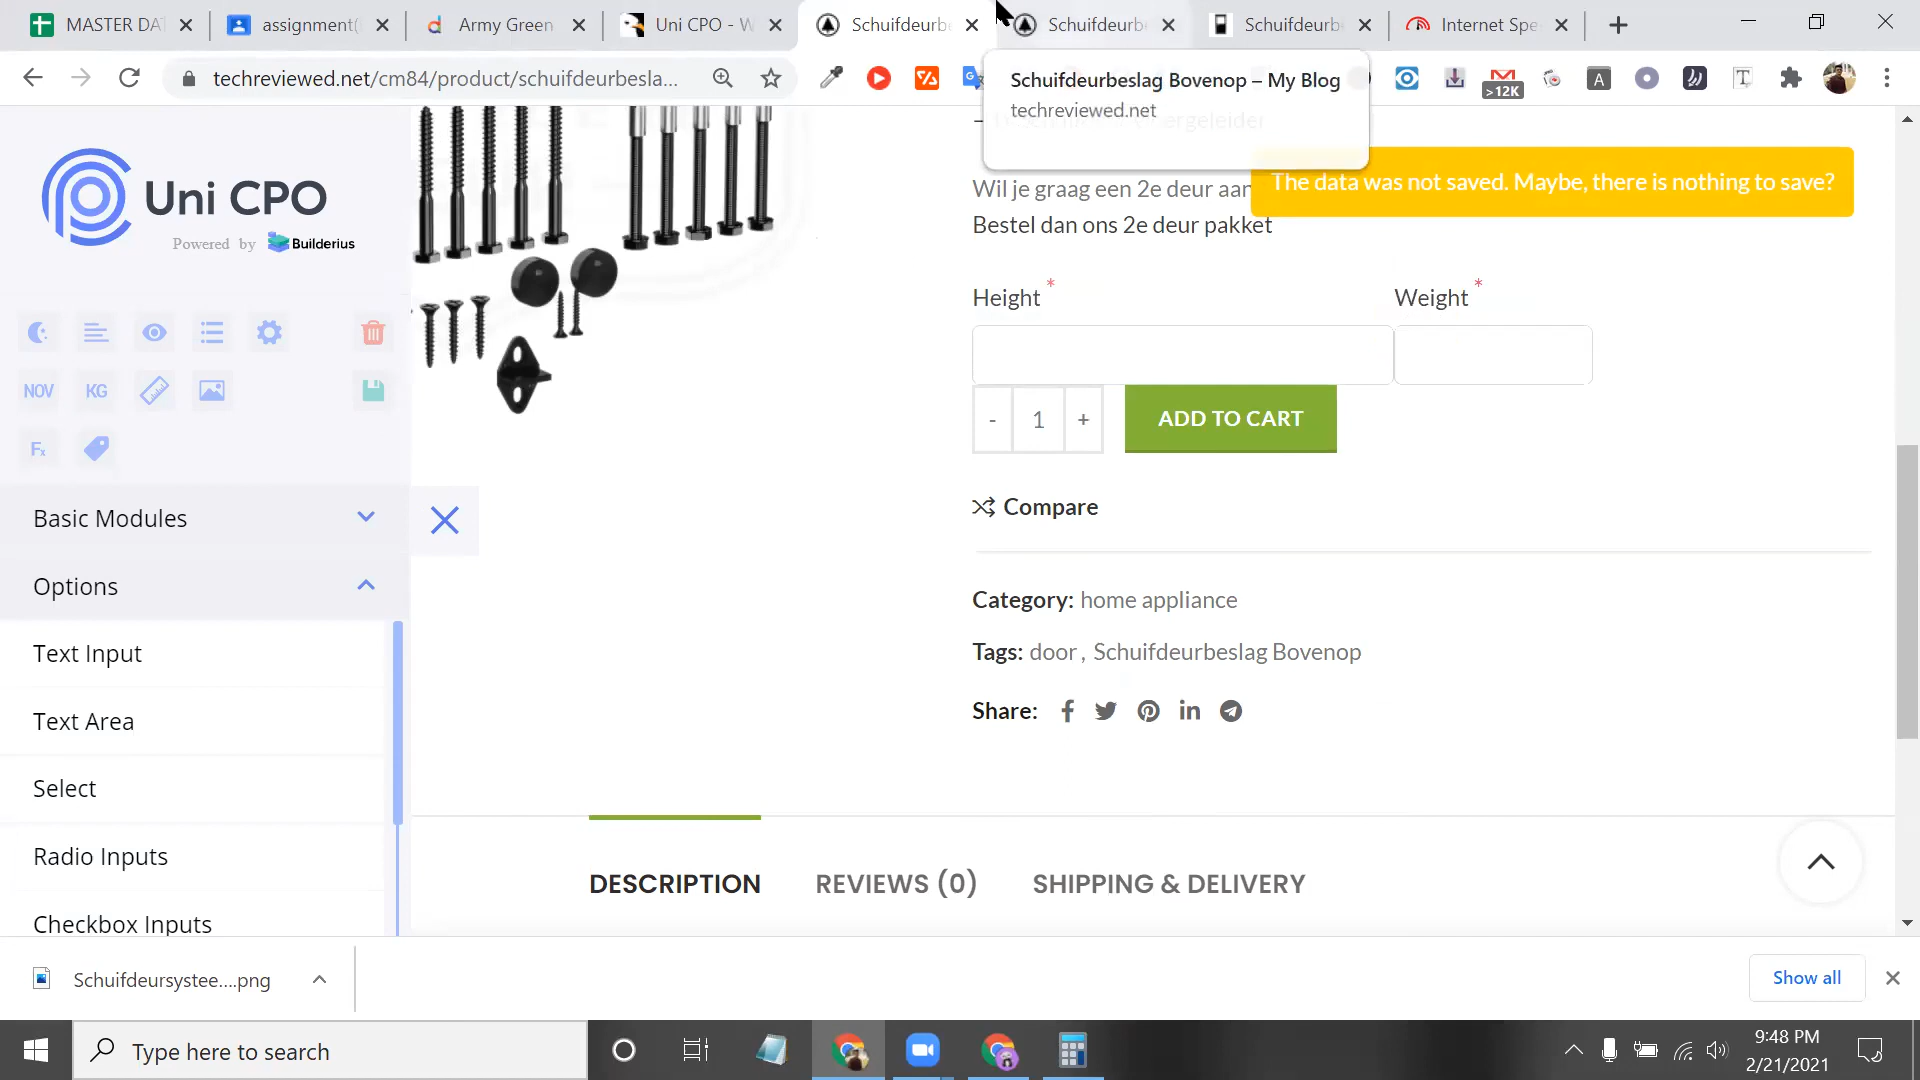 MASTER DA
assignment(
Army Green
Uni CPO - W
Schuifdeurbe
Schuifdeurbe
Schuifdeurb
Internet Spe
techreviewed.net/cm84/product/schuifdeurbesla...
>12K
Schuifdeurbeslag Bovenop – My Blog
techreviewed.net
Uni CPO
Powered by Builderius
NOV
KG
Fx
Basic Modules
Options
Text Input
Text Area
Select
Radio Inputs
Checkbox Inputs
Wil je graag een 2e deur aan
The data was not saved. Maybe, there is nothing to save?
Bestel dan ons 2e deur pakket
Height *
Weight *
- 1 +
ADD TO CART
Compare
Category: home appliance
Tags: door , Schuifdeurbeslag Bovenop
Share:
DESCRIPTION
REVIEWS (0)
SHIPPING & DELIVERY
Schuifdeursystee....png
Show all
Type here to search
9:48 PM
2/21/2021